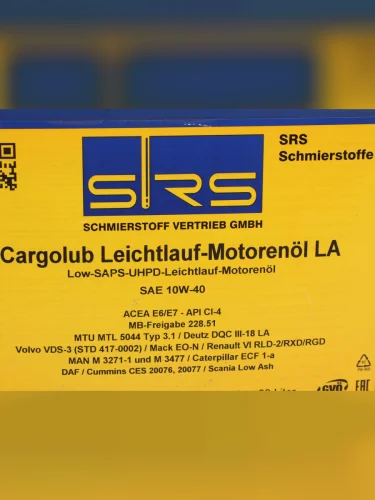 SRS
SRS
Schmierstoffe
SCHMIERSTOFF VERTRIEB GMBH
Cargolub Leichtlauf-Motorenöl LA
Low-SAPS-UHPD-Leichtlauf-Motorenöl
SAE 10W-40
ACEA E6/E7 - API CI-4
MB-Freigabe 228.51
MTU MTL 5044 Typ 3.1 / Deutz DQC III-18 LA
Volvo VDS-3 (STD 417-0002) / Mack EO-N / Renault VI RLD-2/RXD/RGD
MAN M 3271-1 und M 3477 / Caterpillar ECF 1-a
DAF / Cummins CES 20076, 20077 / Scania Low Ash
EAC